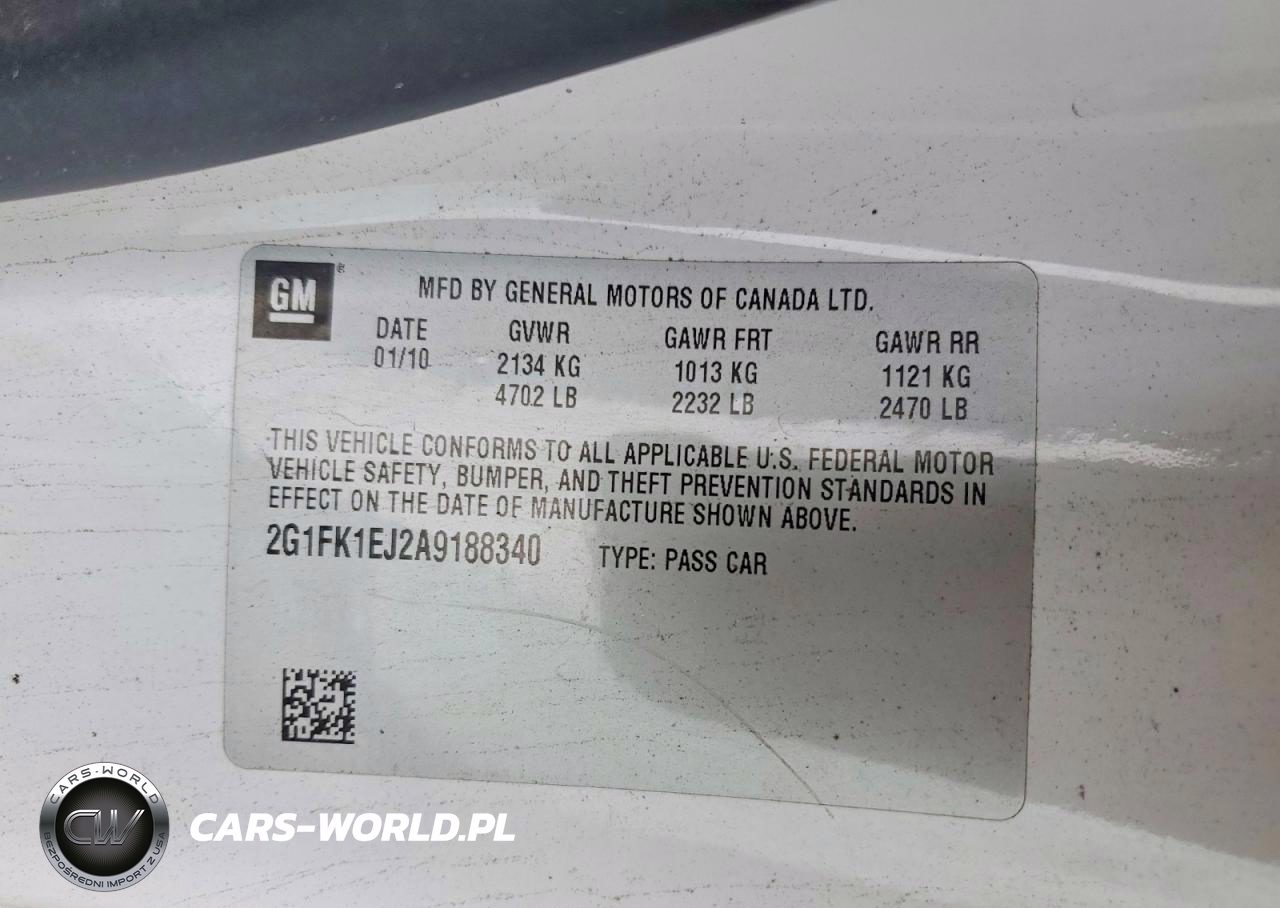 GM ®
MFD BY GENERAL MOTORS OF CANADA LTD.
DATE GVWR GAWR FRT GAWR RR
01/10 2134 KG 1013 KG 1121 KG
4702 LB 2232 LB 2470 LB
THIS VEHICLE CONFORMS TO ALL APPLICABLE U.S. FEDERAL MOTOR
VEHICLE SAFETY, BUMPER, AND THEFT PREVENTION STANDARDS IN
EFFECT ON THE DATE OF MANUFACTURE SHOWN ABOVE.
2G1FK1EJ2A9188340 TYPE: PASS CAR
CARS-WORLD
CW
BEZPOŚREDNI IMPORT Z USA
CARS-WORLD.PL